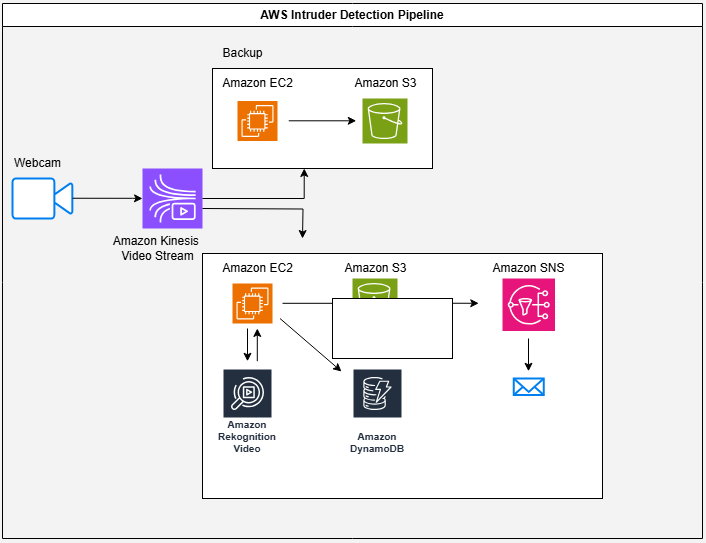 AWS Intruder Detection Pipeline
Backup
Amazon EC2
Amazon S3
Webcam
Amazon Kinesis
Video Stream
Amazon EC2
Amazon S3
Amazon SNS
Amazon
Rekognition
Video
Amazon
DynamoDB